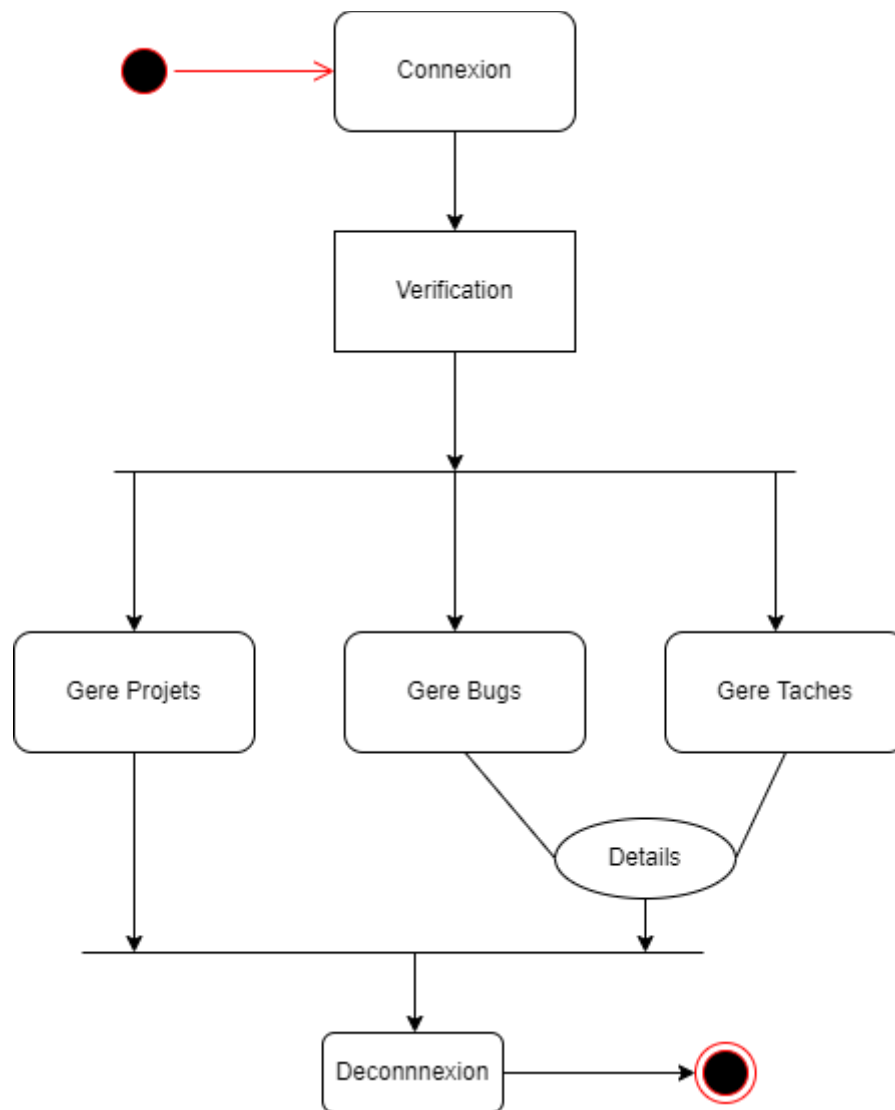 Connexion
Verification
Gere Projets
Gere Bugs
Gere Taches
Details
Deconnnexion